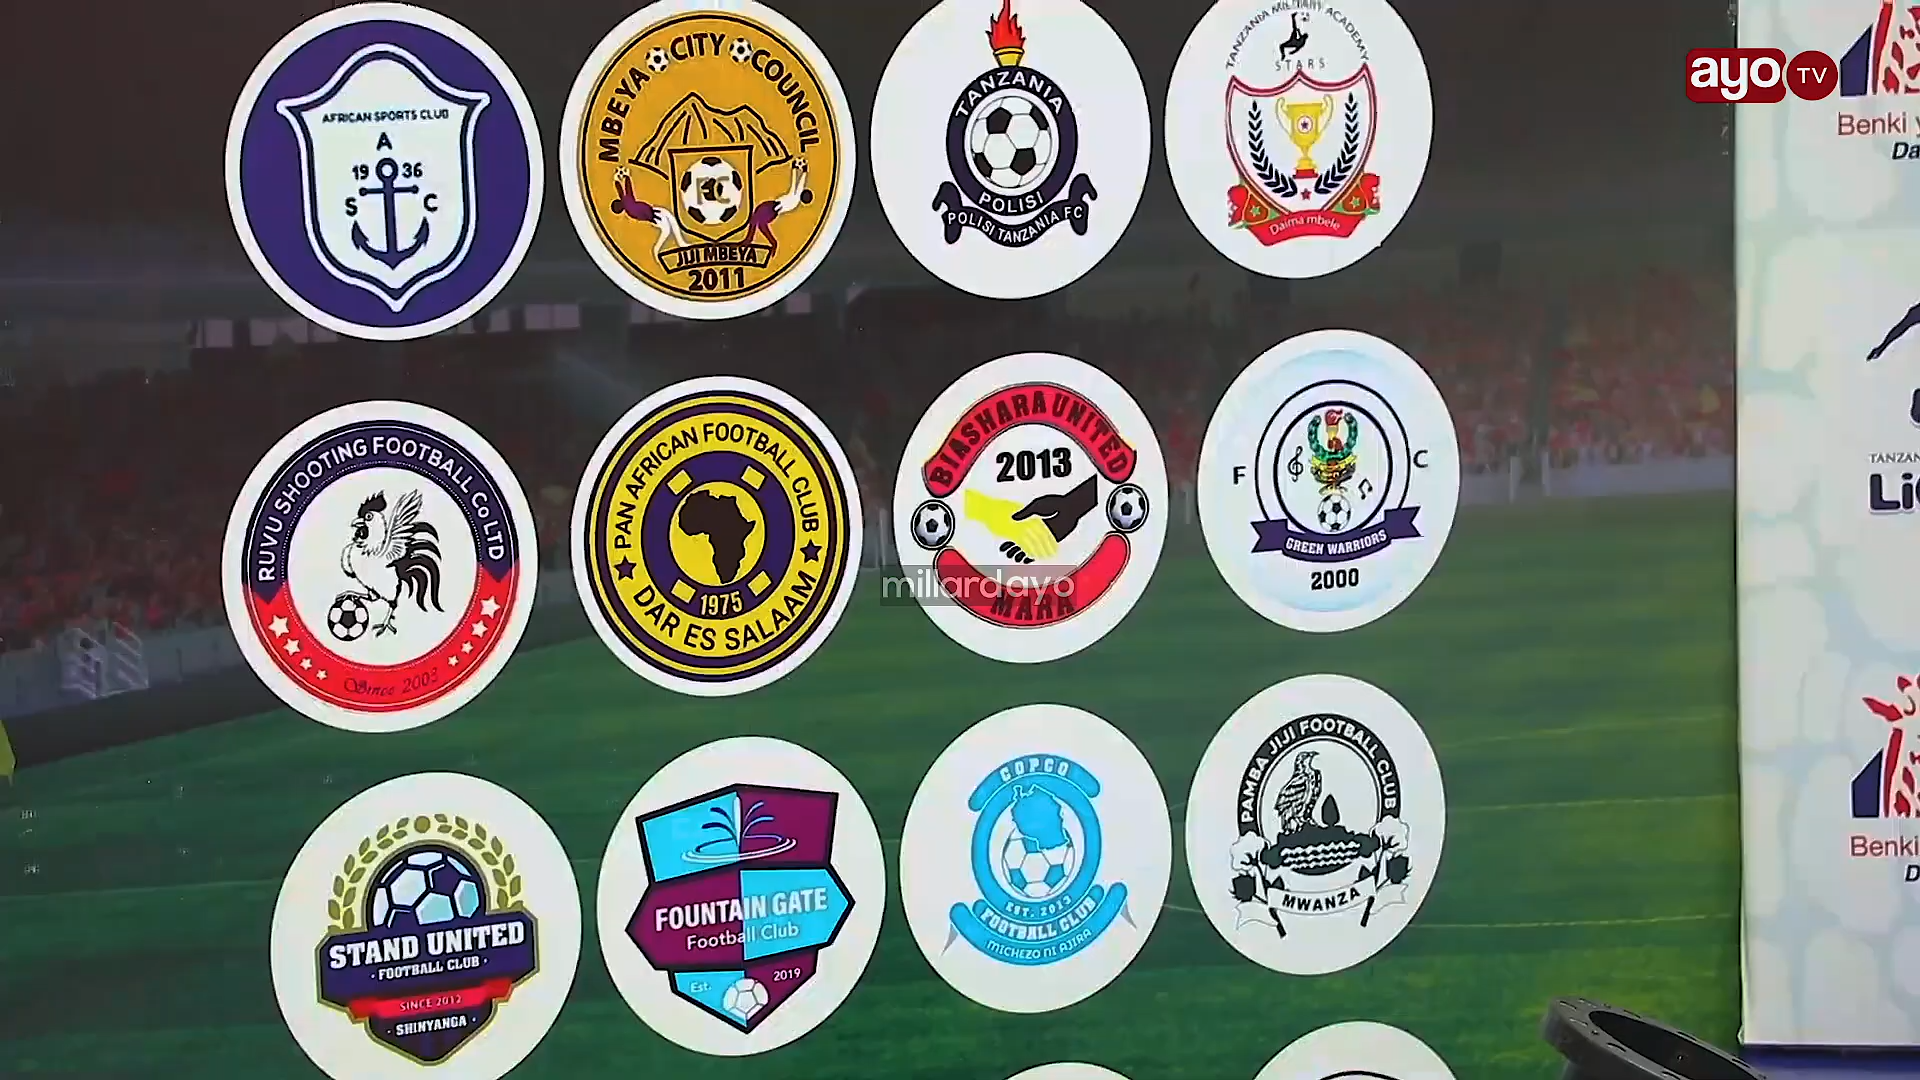 AFRICAN SPORTS CLUB
A
19 36
S C
MBEYA CITY COUNCIL
FC
JIJI MBEYA
2011
TANZANIA
POLISI
POLISI TANZANIA FC
TANZANIA MILITARY ACADEMY
STARS
Daima mbele
ayo TV
Benki
Da
RUVU SHOOTING FOOTBALL Co LTD
Since 2003
PAN AFRICAN FOOTBALL CLUB
1975
DAR ES SALAAM
BIASHARA UNITED
2013
MARA
millardayo
F C
GREEN WARRIORS
2000
TANZAN
STAND UNITED
FOOTBALL CLUB
SINCE 2012
SHINYANGA
FOUNTAIN GATE
Football Club
Est. 2019
COPCO
EST. 2013
FOOTBALL CLUB
MICHEZO NI AJIRA
PAMBA JIJI FOOTBALL CLUB
MWANZA
Benki
D